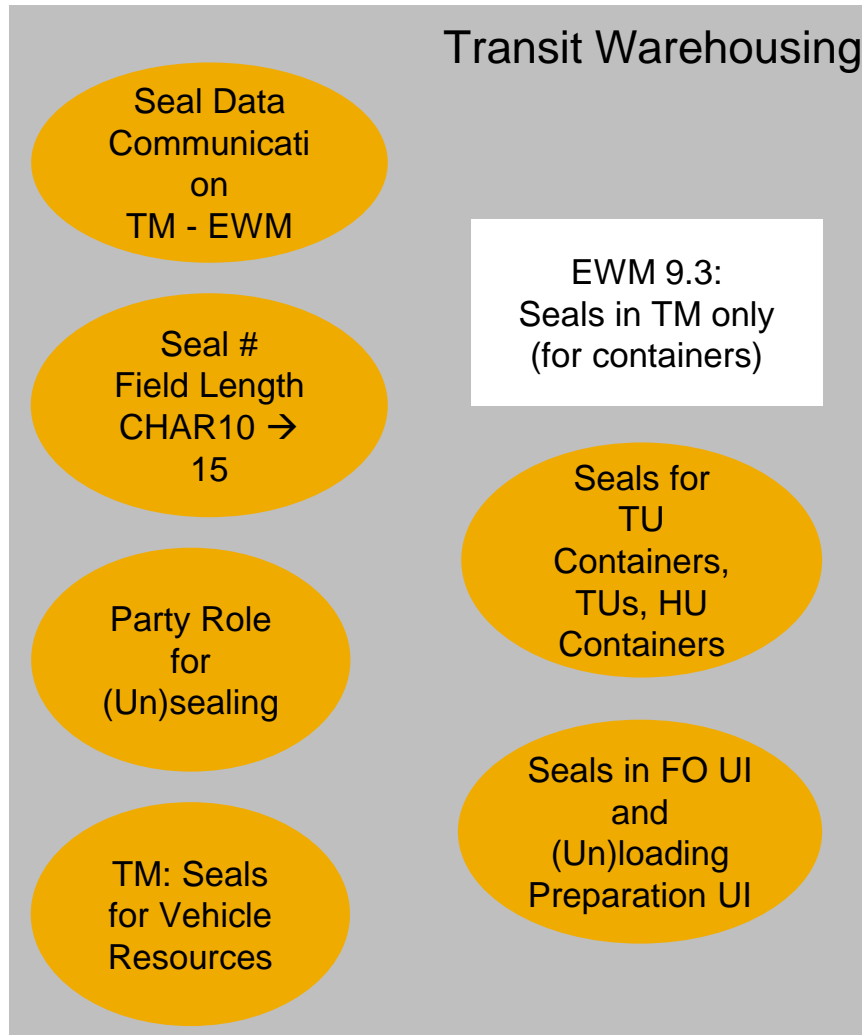 Transit Warehousing
Seal Data
Communicati
on
TM - EWM
Seal #
Field Length
CHAR10 →
15
Party Role
for
(Un)sealing
TM: Seals
for Vehicle
Resources
EWM 9.3:
Seals in TM only
(for containers)
Seals for
TU
Containers,
TUs, HU
Containers
Seals in FO UI
and
(Un)loading
Preparation UI